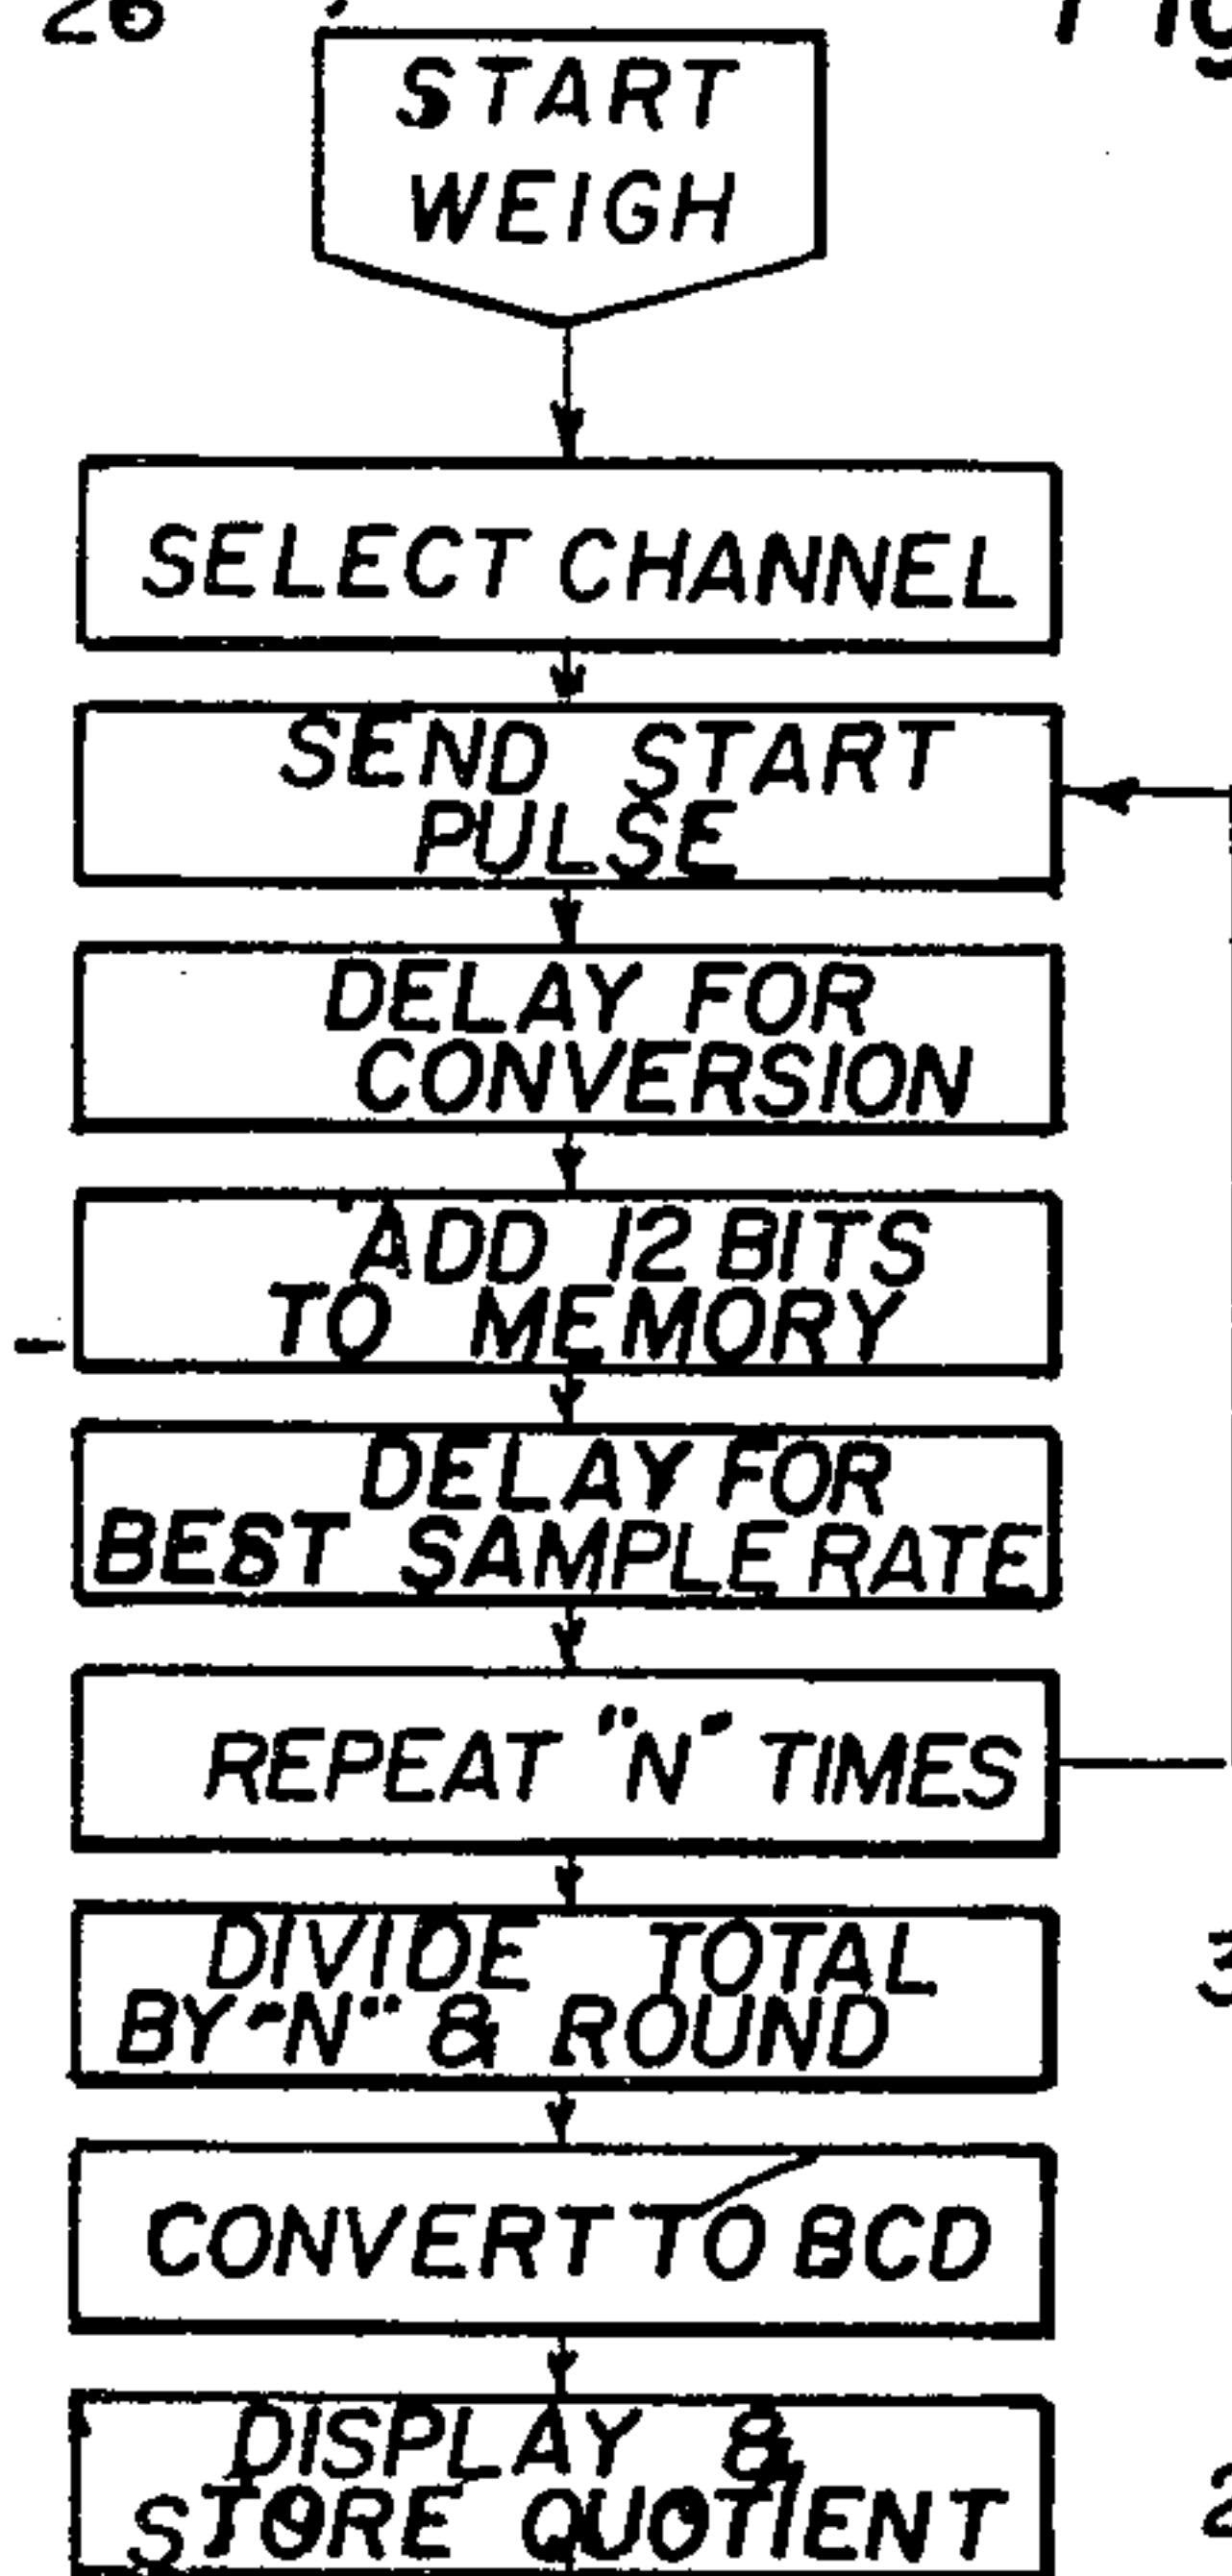 26
START
WEIGH
SELECT CHANNEL
SEND START
PULSE
DELAY FOR
CONVERSION
ADD 12 BITS
TO MEMORY
DELAY FOR
BEST SAMPLE RATE
REPEAT "N" TIMES
DIVIDE TOTAL
BY "N" & ROUND
CONVERT TO BCD
DISPLAY &
STORE QUOTIENT